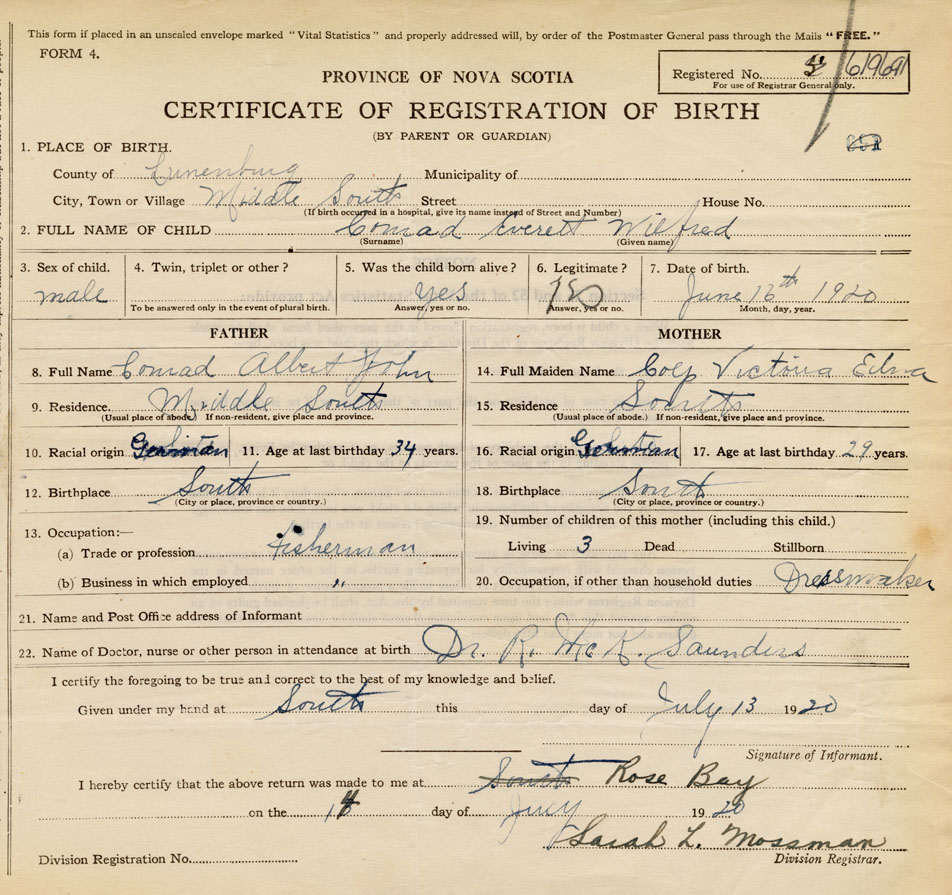 This form if placed in an unsealed envelope marked "Vital Statistics" and properly addressed will, by order of the Postmaster General pass through the Mails "FREE."
FORM 4.
Registered No. 61969
For use of Registrar General only.
PROVINCE OF NOVA SCOTIA
CERTIFICATE OF REGISTRATION OF BIRTH
(BY PARENT OR GUARDIAN)
1. PLACE OF BIRTH.
County of Lunenburg Municipality of
City, Town or Village Middle South Street House No.
(If birth occurred in a hospital, give its name instead of Street and Number)
2. FULL NAME OF CHILD Conrad Everett Wilfred
(Surname) (Given name)
3. Sex of child. 4. Twin, triplet or other? 5. Was the child born alive? 6. Legitimate? 7. Date of birth.
male Yes June 16th 1920
To be answered only in the event of plural birth. Answer, yes or no. Answer, yes or no. Month, day, year.
FATHER MOTHER
8. Full Name Conrad Albert John 14. Full Maiden Name Victoria Edna
9. Residence Middle South 15. Residence South
(Usual place of abode.) If non-resident, give place and province. (Usual place of abode.) If non-resident, give place and province.
10. Racial origin German 11. Age at last birthday 34 years. 16. Racial origin German 17. Age at last birthday 29 years.
12. Birthplace South 18. Birthplace South
(City or place, province or country.) (City or place, province or country.)
13. Occupation:— 19. Number of children of this mother (including this child.)
(a) Trade or profession fisherman Living 3 Dead Stillborn
(b) Business in which employed " 20. Occupation, if other than household duties Dressmaker
21. Name and Post Office address of Informant
22. Name of Doctor, nurse or other person in attendance at birth Dr. R. McK. Saunders
I certify the foregoing to be true and correct to the best of my knowledge and belief.
Given under my hand at South this day of July 13 1920
Signature of Informant.
I hereby certify that the above return was made to me at South Rose Bay
on the day of July 1920
Sarah L. Mossman
Division Registration No. Division Registrar.